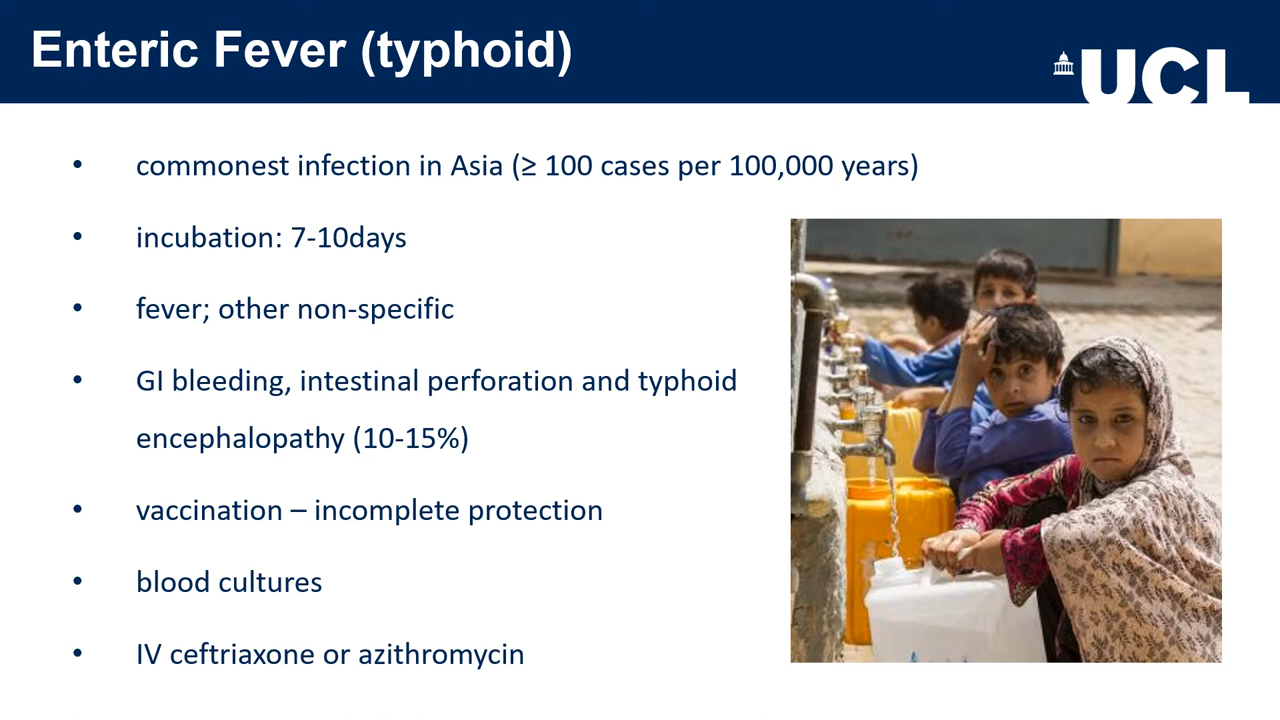 Enteric Fever (typhoid)
UCL
• commonest infection in Asia (≥ 100 cases per 100,000 years)
• incubation: 7-10days
• fever; other non-specific
• GI bleeding, intestinal perforation and typhoid
encephalopathy (10-15%)
• vaccination – incomplete protection
• blood cultures
• IV ceftriaxone or azithromycin